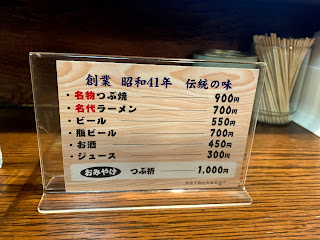 創業 昭和41年 伝統の味
・名物つぶ焼 900円
・名代ラーメン 700円
・ビール 550円
・瓶ビール 700円
・お酒 450円
・ジュース 300円
おみやげ つぶ折 1,000円